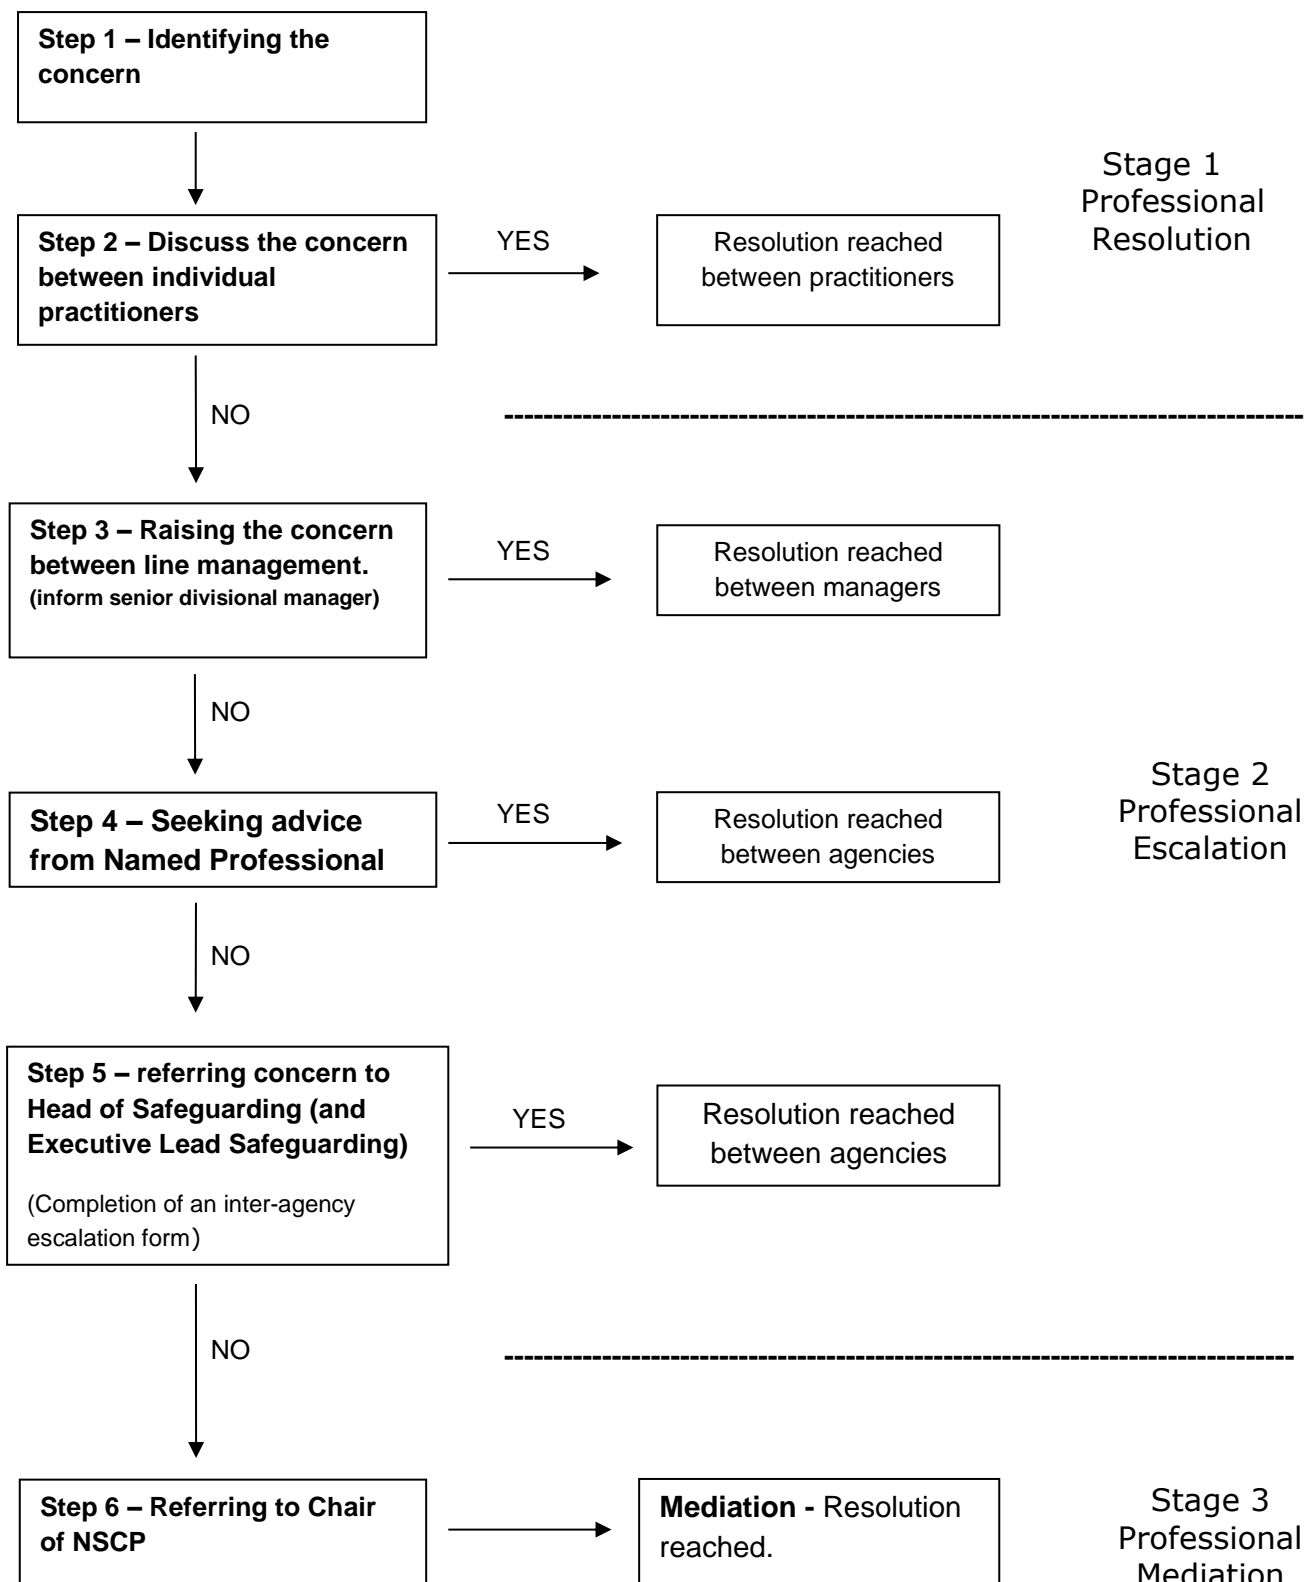 Step 1 – Identifying the
concern
Stage 1
Professional
Resolution
Step 2 – Discuss the concern
between individual
practitioners
YES
Resolution reached
between practitioners
NO
Step 3 – Raising the concern
between line management.
(inform senior divisional manager)
YES
Resolution reached
between managers
NO
Step 4 – Seeking advice
from Named Professional
YES
Resolution reached
between agencies
Stage 2
Professional
Escalation
NO
Step 5 – referring concern to
Head of Safeguarding (and
Executive Lead Safeguarding)
(Completion of an inter-agency
escalation form)
YES
Resolution reached
between agencies
NO
Step 6 – Referring to Chair
of NSCP
Mediation - Resolution
reached.
Stage 3
Professional
Mediation